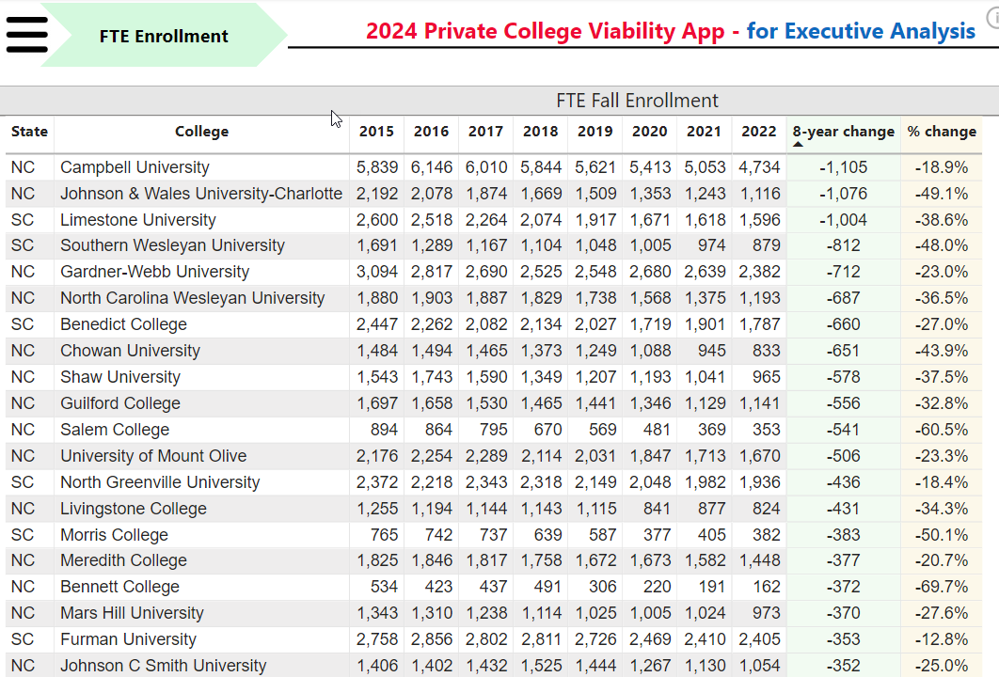 FTE Enrollment
2024 Private College Viability App - for Executive Analysis
FTE Fall Enrollment
State College 2015 2016 2017 2018 2019 2020 2021 2022 8-year change % change
NC Campbell University 5,839 6,146 6,010 5,844 5,621 5,413 5,053 4,734 -1,105 -18.9%
NC Johnson & Wales University-Charlotte 2,192 2,078 1,874 1,669 1,509 1,353 1,243 1,116 -1,076 -49.1%
SC Limestone University 2,600 2,518 2,264 2,074 1,917 1,671 1,618 1,596 -1,004 -38.6%
SC Southern Wesleyan University 1,691 1,289 1,167 1,104 1,048 1,005 974 879 -812 -48.0%
NC Gardner-Webb University 3,094 2,817 2,690 2,525 2,548 2,680 2,639 2,382 -712 -23.0%
NC North Carolina Wesleyan University 1,880 1,903 1,887 1,829 1,738 1,568 1,375 1,193 -687 -36.5%
SC Benedict College 2,447 2,262 2,082 2,134 2,027 1,719 1,901 1,787 -660 -27.0%
NC Chowan University 1,484 1,494 1,465 1,373 1,249 1,088 945 833 -651 -43.9%
NC Shaw University 1,543 1,743 1,590 1,349 1,207 1,193 1,041 965 -578 -37.5%
NC Guilford College 1,697 1,658 1,530 1,465 1,441 1,346 1,129 1,141 -556 -32.8%
NC Salem College 894 864 795 670 569 481 369 353 -541 -60.5%
NC University of Mount Olive 2,176 2,254 2,289 2,114 2,031 1,847 1,713 1,670 -506 -23.3%
SC North Greenville University 2,372 2,218 2,343 2,318 2,149 2,048 1,982 1,936 -436 -18.4%
NC Livingstone College 1,255 1,194 1,144 1,143 1,115 841 877 824 -431 -34.3%
SC Morris College 765 742 737 639 587 377 405 382 -383 -50.1%
NC Meredith College 1,825 1,846 1,817 1,758 1,672 1,673 1,582 1,448 -377 -20.7%
NC Bennett College 534 423 437 491 306 220 191 162 -372 -69.7%
NC Mars Hill University 1,343 1,310 1,238 1,114 1,025 1,005 1,024 973 -370 -27.6%
SC Furman University 2,758 2,856 2,802 2,811 2,726 2,469 2,410 2,405 -353 -12.8%
NC Johnson C Smith University 1,406 1,402 1,432 1,525 1,444 1,267 1,130 1,054 -352 -25.0%